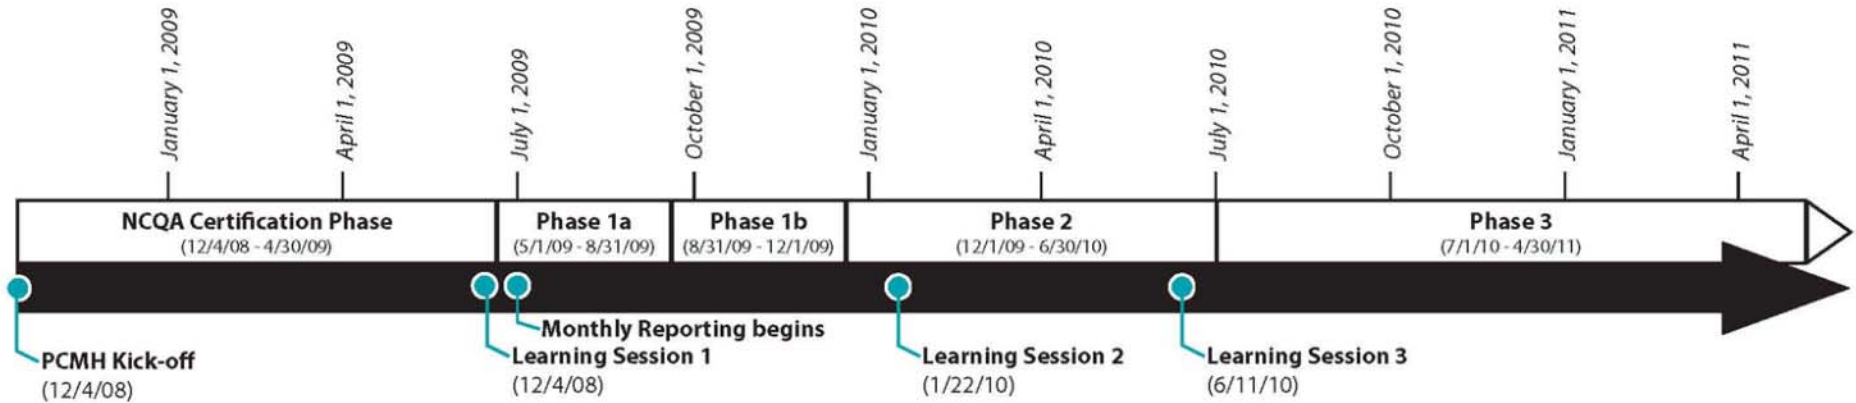 January 1, 2009
April 1, 2009
July 1, 2009
October 1, 2009
January 1, 2010
April 1, 2010
July 1, 2010
October 1, 2010
January 1, 2011
April 1, 2011
NCQA Certification Phase
(12/4/08 - 4/30/09)
Phase 1a
(5/1/09 - 8/31/09)
Phase 1b
(8/31/09 - 12/1/09)
Phase 2
(12/1/09 - 6/30/10)
Phase 3
(7/1/10 - 4/30/11)
Monthly Reporting begins
PCMH Kick-off
(12/4/08)
Learning Session 1
(12/4/08)
Learning Session 2
(1/22/10)
Learning Session 3
(6/11/10)